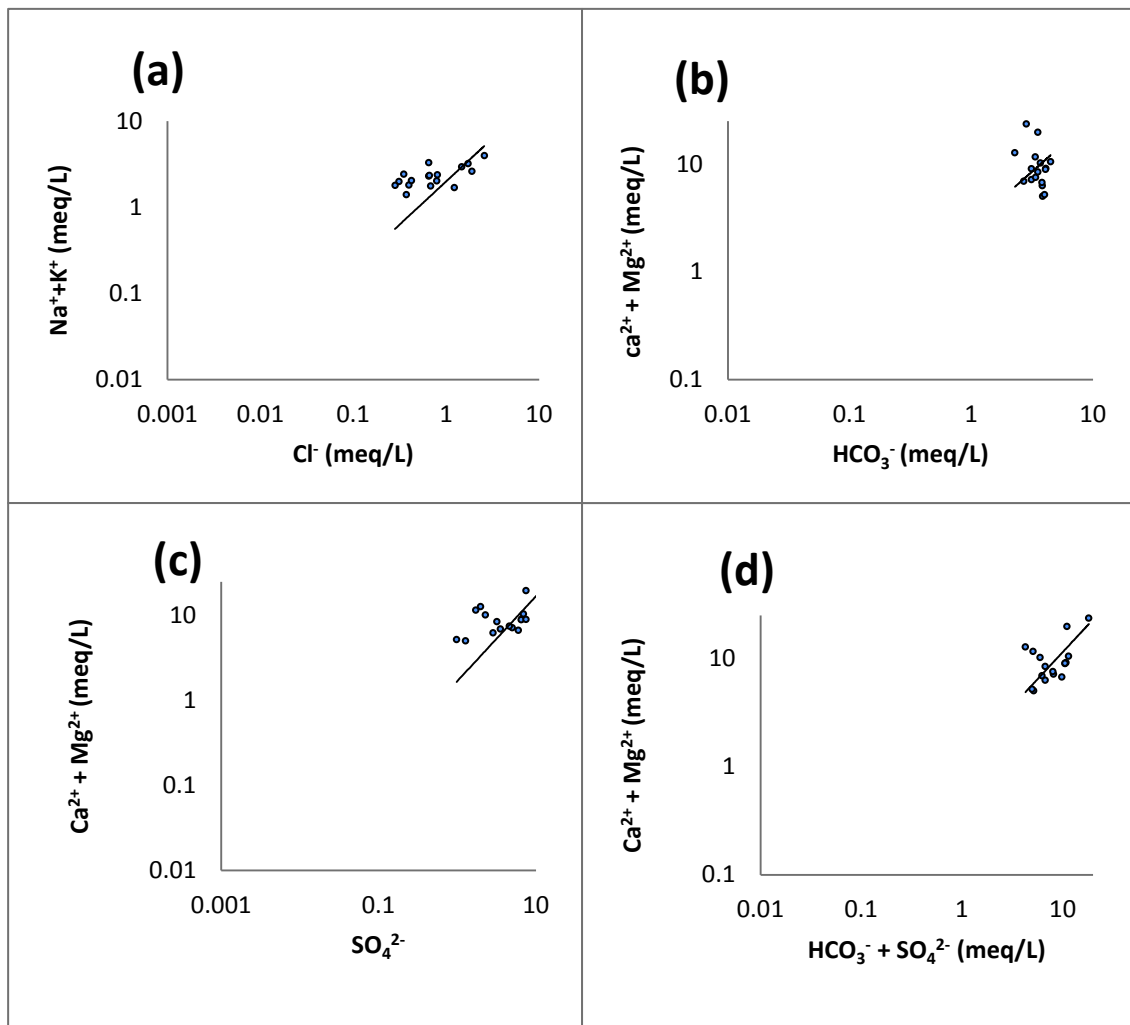 (a)
10
1
0.1
0.01
0.001 0.01 0.1 1 10
Na⁺+K⁺ (meq/L)
Cl⁻ (meq/L)
(b)
10
1
0.1
0.01 0.1 1 10
ca²⁺ + Mg²⁺ (meq/L)
HCO₃⁻ (meq/L)
(c)
10
1
0.1
0.01
0.001 0.1 10
Ca²⁺ + Mg²⁺ (meq/L)
SO₄²⁻
(d)
10
1
0.1
0.01 0.1 1 10
Ca²⁺ + Mg²⁺ (meq/L)
HCO₃⁻ + SO₄²⁻ (meq/L)